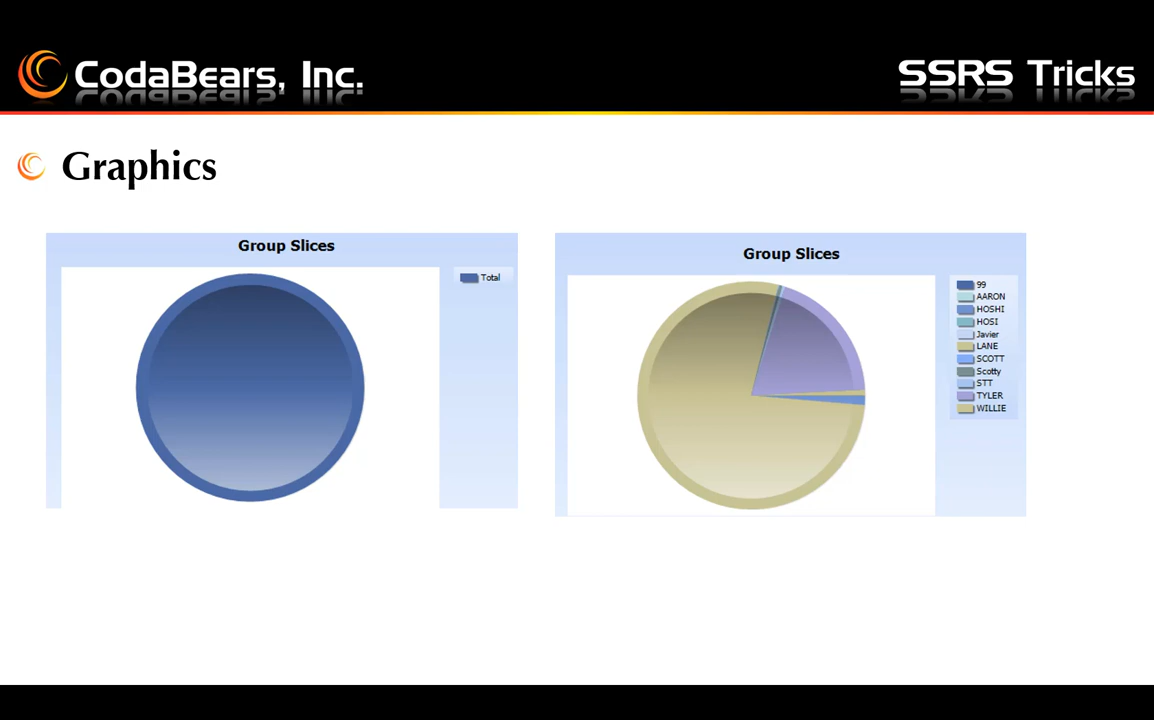 CodaBears, Inc.
SSRS Tricks
Graphics
Group Slices
Total
Group Slices
99
AARON
HOSHI
HOSI
Javier
LANE
SCOTT
Scotty
STT
TYLER
WILLIE